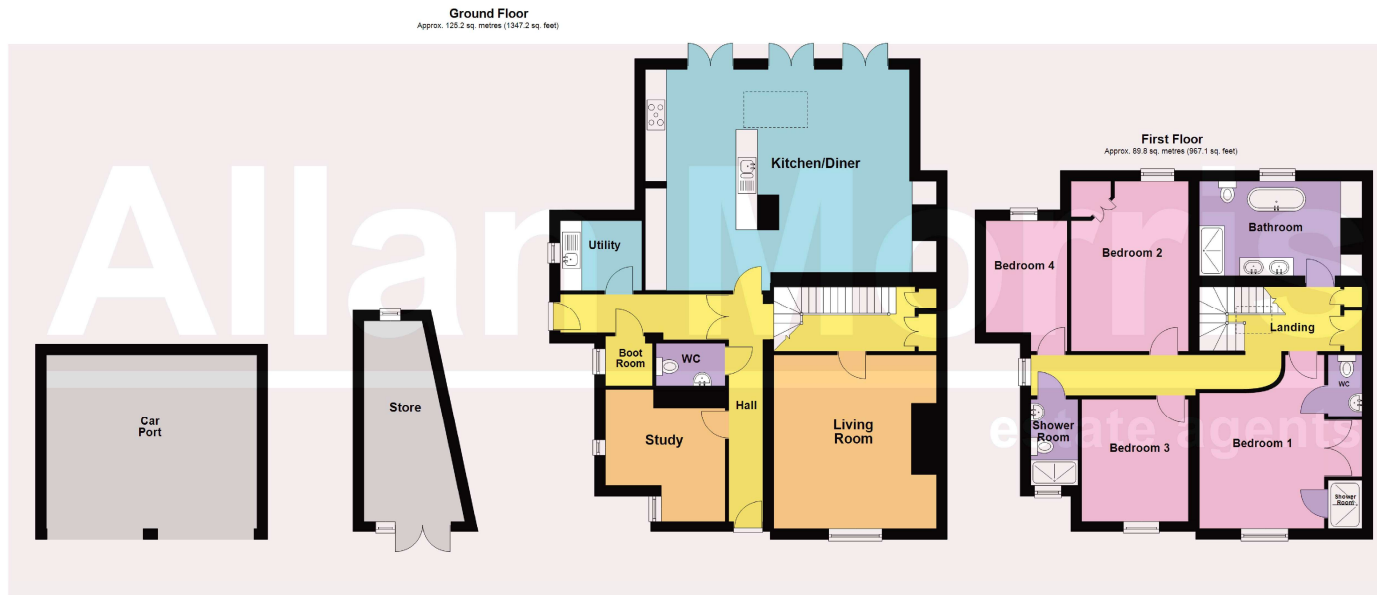 Ground Floor
Approx. 125.2 sq. metres (1347.2 sq. feet)
First Floor
Approx. 89.8 sq. metres (967.1 sq. feet)
Allan Morris
estate agents
Kitchen/Diner
Utility
Boot
Room
WC
Hall
Study
Living
Room
Car
Port
Store
Bedroom 4
Bedroom 2
Bathroom
Landing
WC
Shower
Room
Bedroom 3
Bedroom 1
Shower
Room